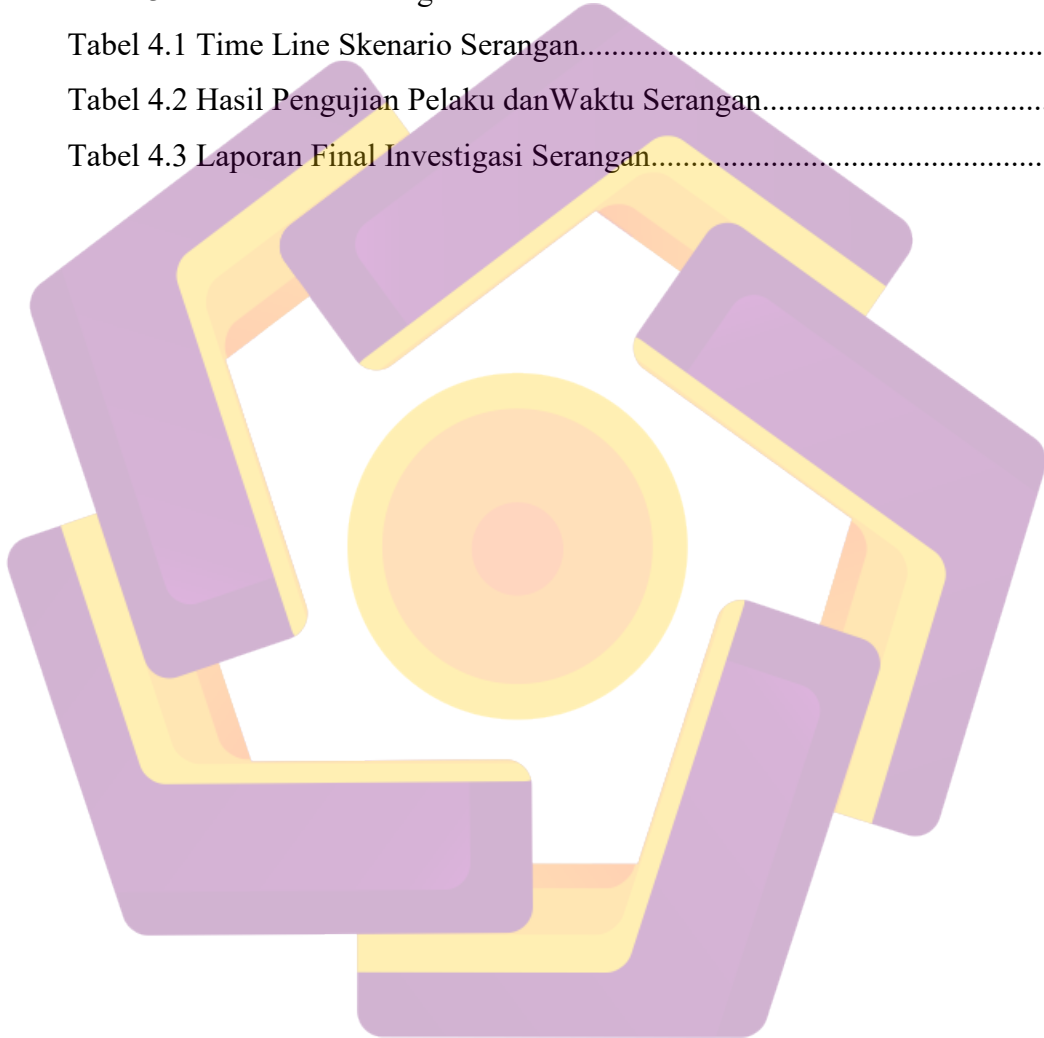 Tabel 4.1 Time Line Skenario Serangan................................................................
Tabel 4.2 Hasil Pengujian Pelaku danWaktu Serangan.......................................
Tabel 4.3 Laporan Final Investigasi Serangan.....................................................